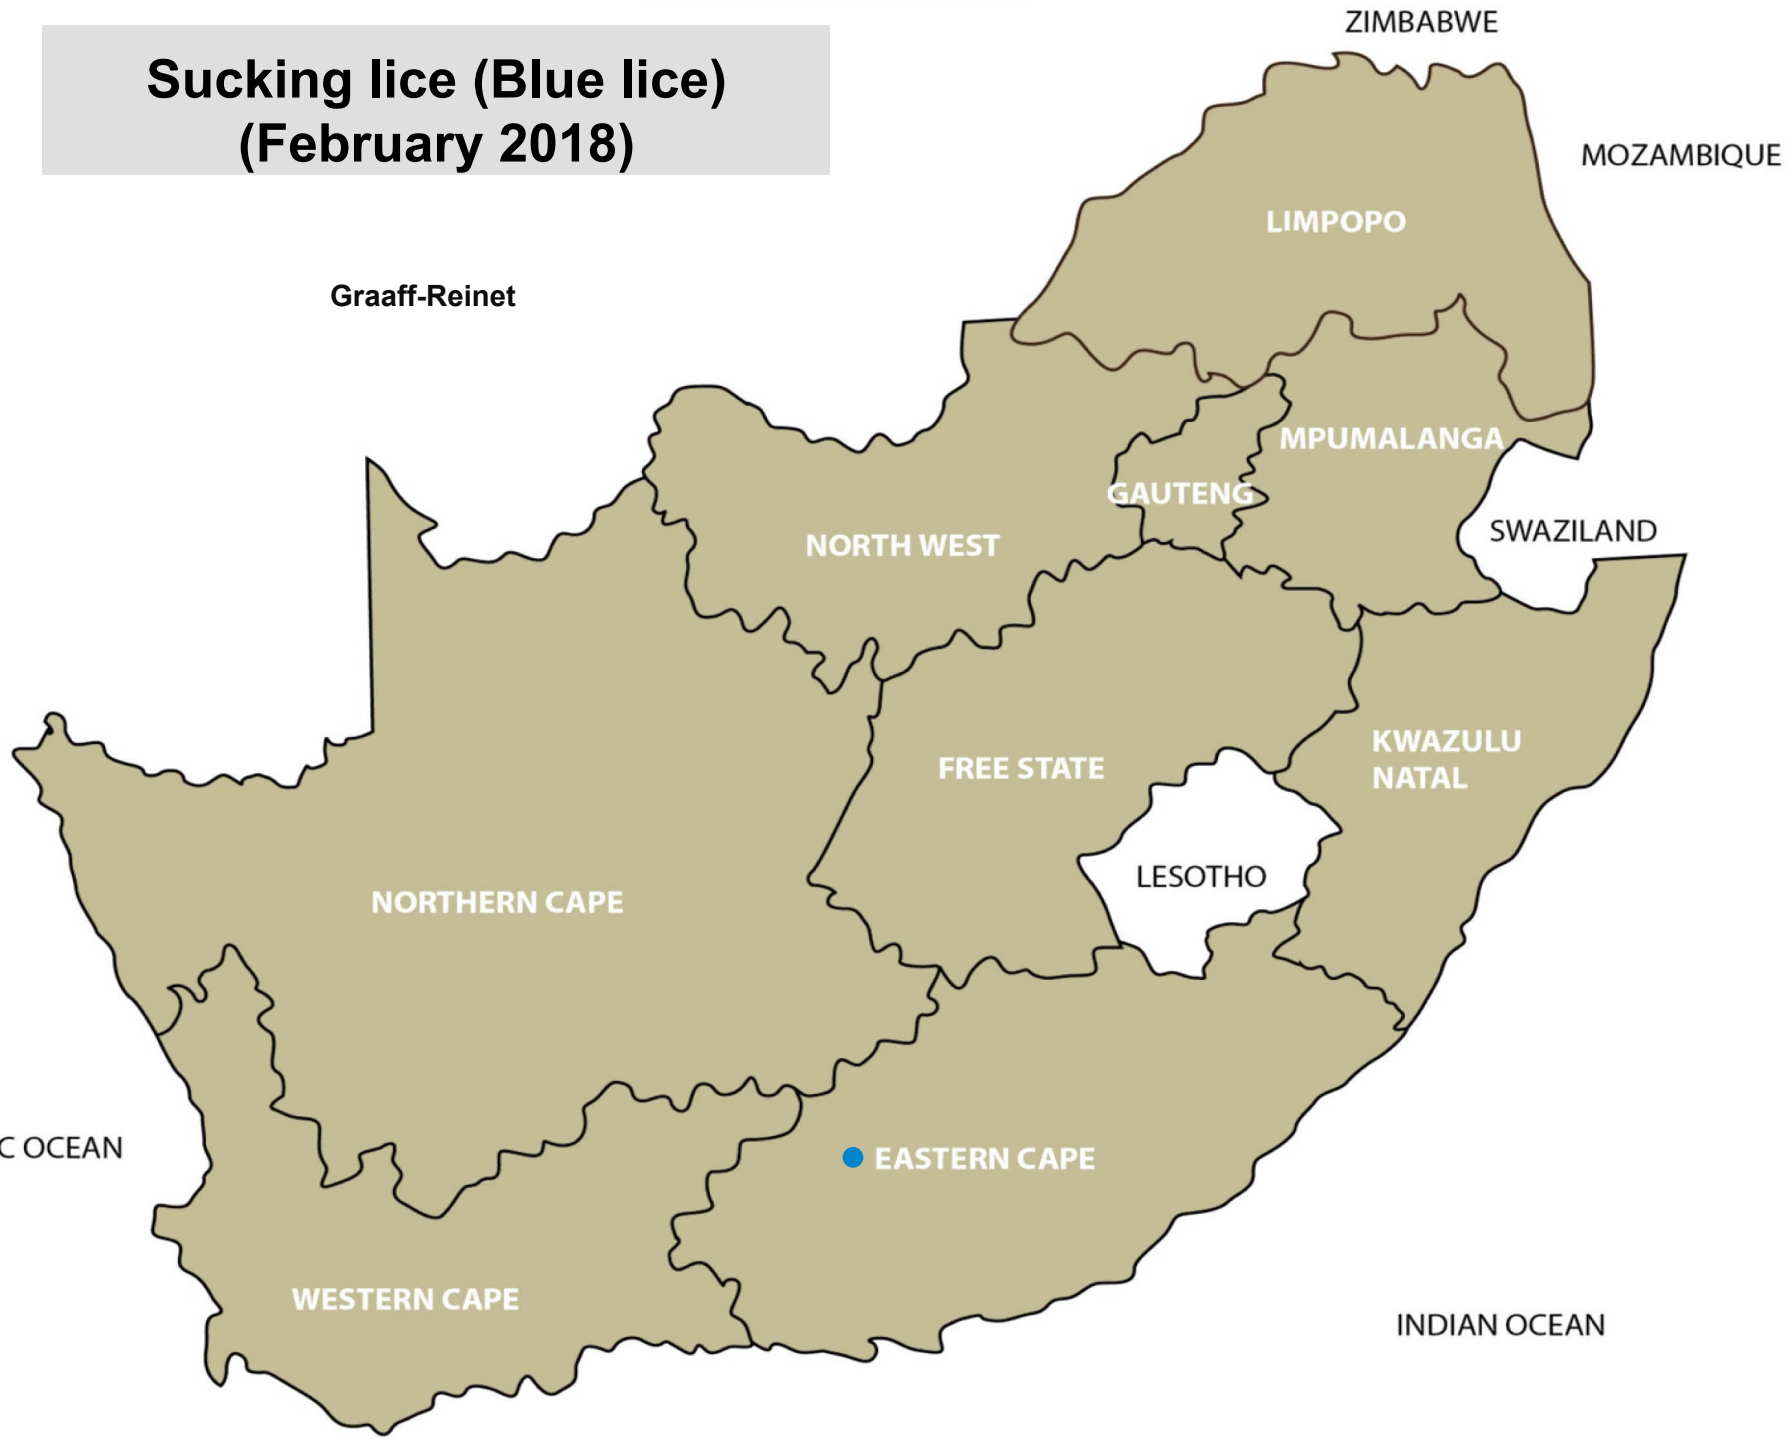 ZIMBABWE
Sucking lice (Blue lice)
(February 2018)
MOZAMBIQUE
LIMPOPO
Graaff-Reinet
MPUMALANGA
GAUTENG
SWAZILAND
NORTH WEST
KWAZULU
NATAL
FREE STATE
LESOTHO
NORTHERN CAPE
C OCEAN
EASTERN CAPE
WESTERN CAPE
INDIAN OCEAN